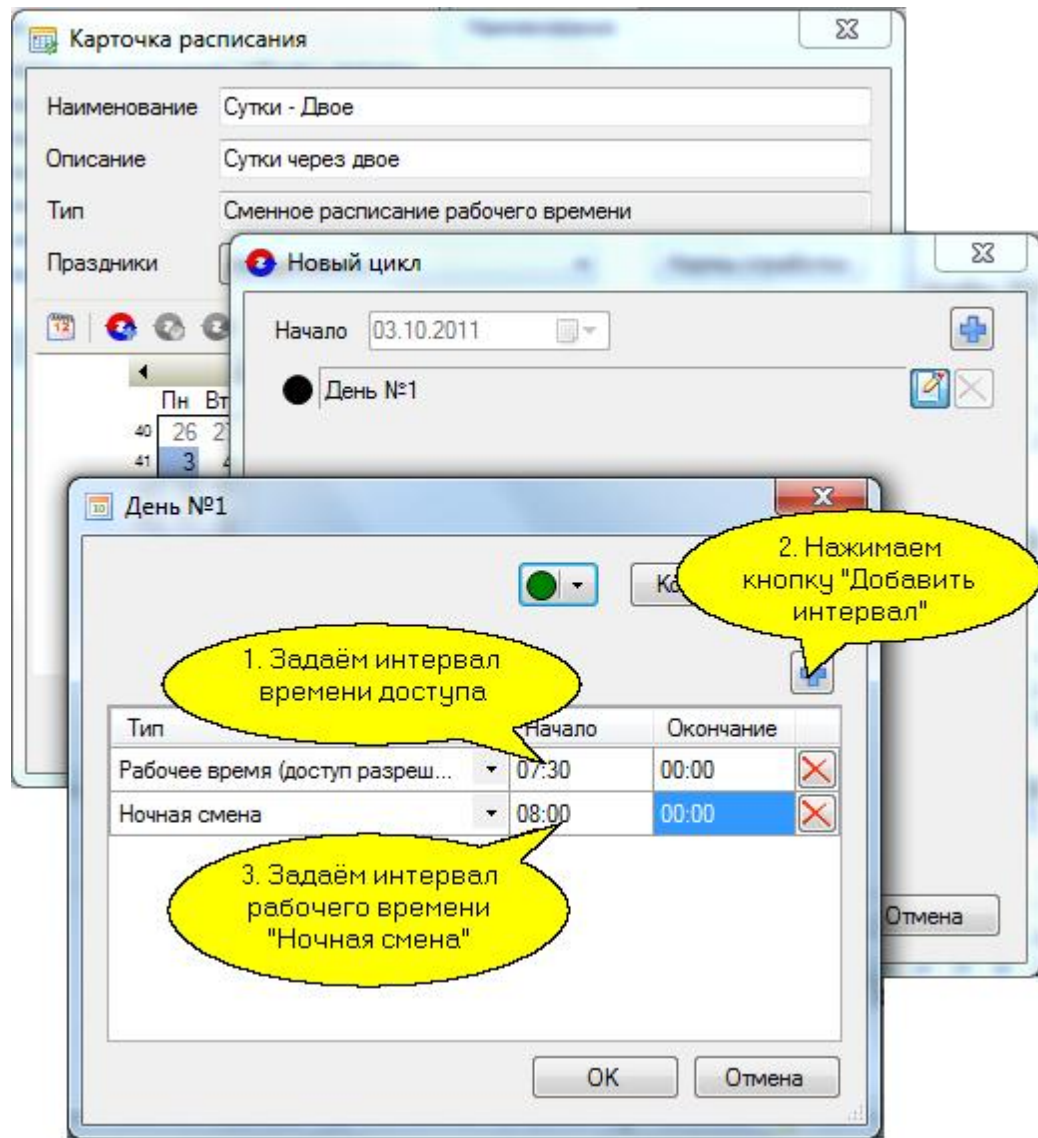 Карточка расписания
Наименование Сутки - Двое
Описание Сутки через двое
Тип Сменное расписание рабочего времени
Праздники
Новый цикл
Начало 03.10.2011
День №1
Пн Вт
40 26
41 3
День №1
2. Нажимаем
кнопку "Добавить
интервал"
1. Задаём интервал
времени доступа
Тип Начало Окончание
Рабочее время (доступ разреш... 07:30 00:00
Ночная смена 08:00 00:00
3. Задаём интервал
рабочего времени
"Ночная смена"
Отмена
OK Отмена